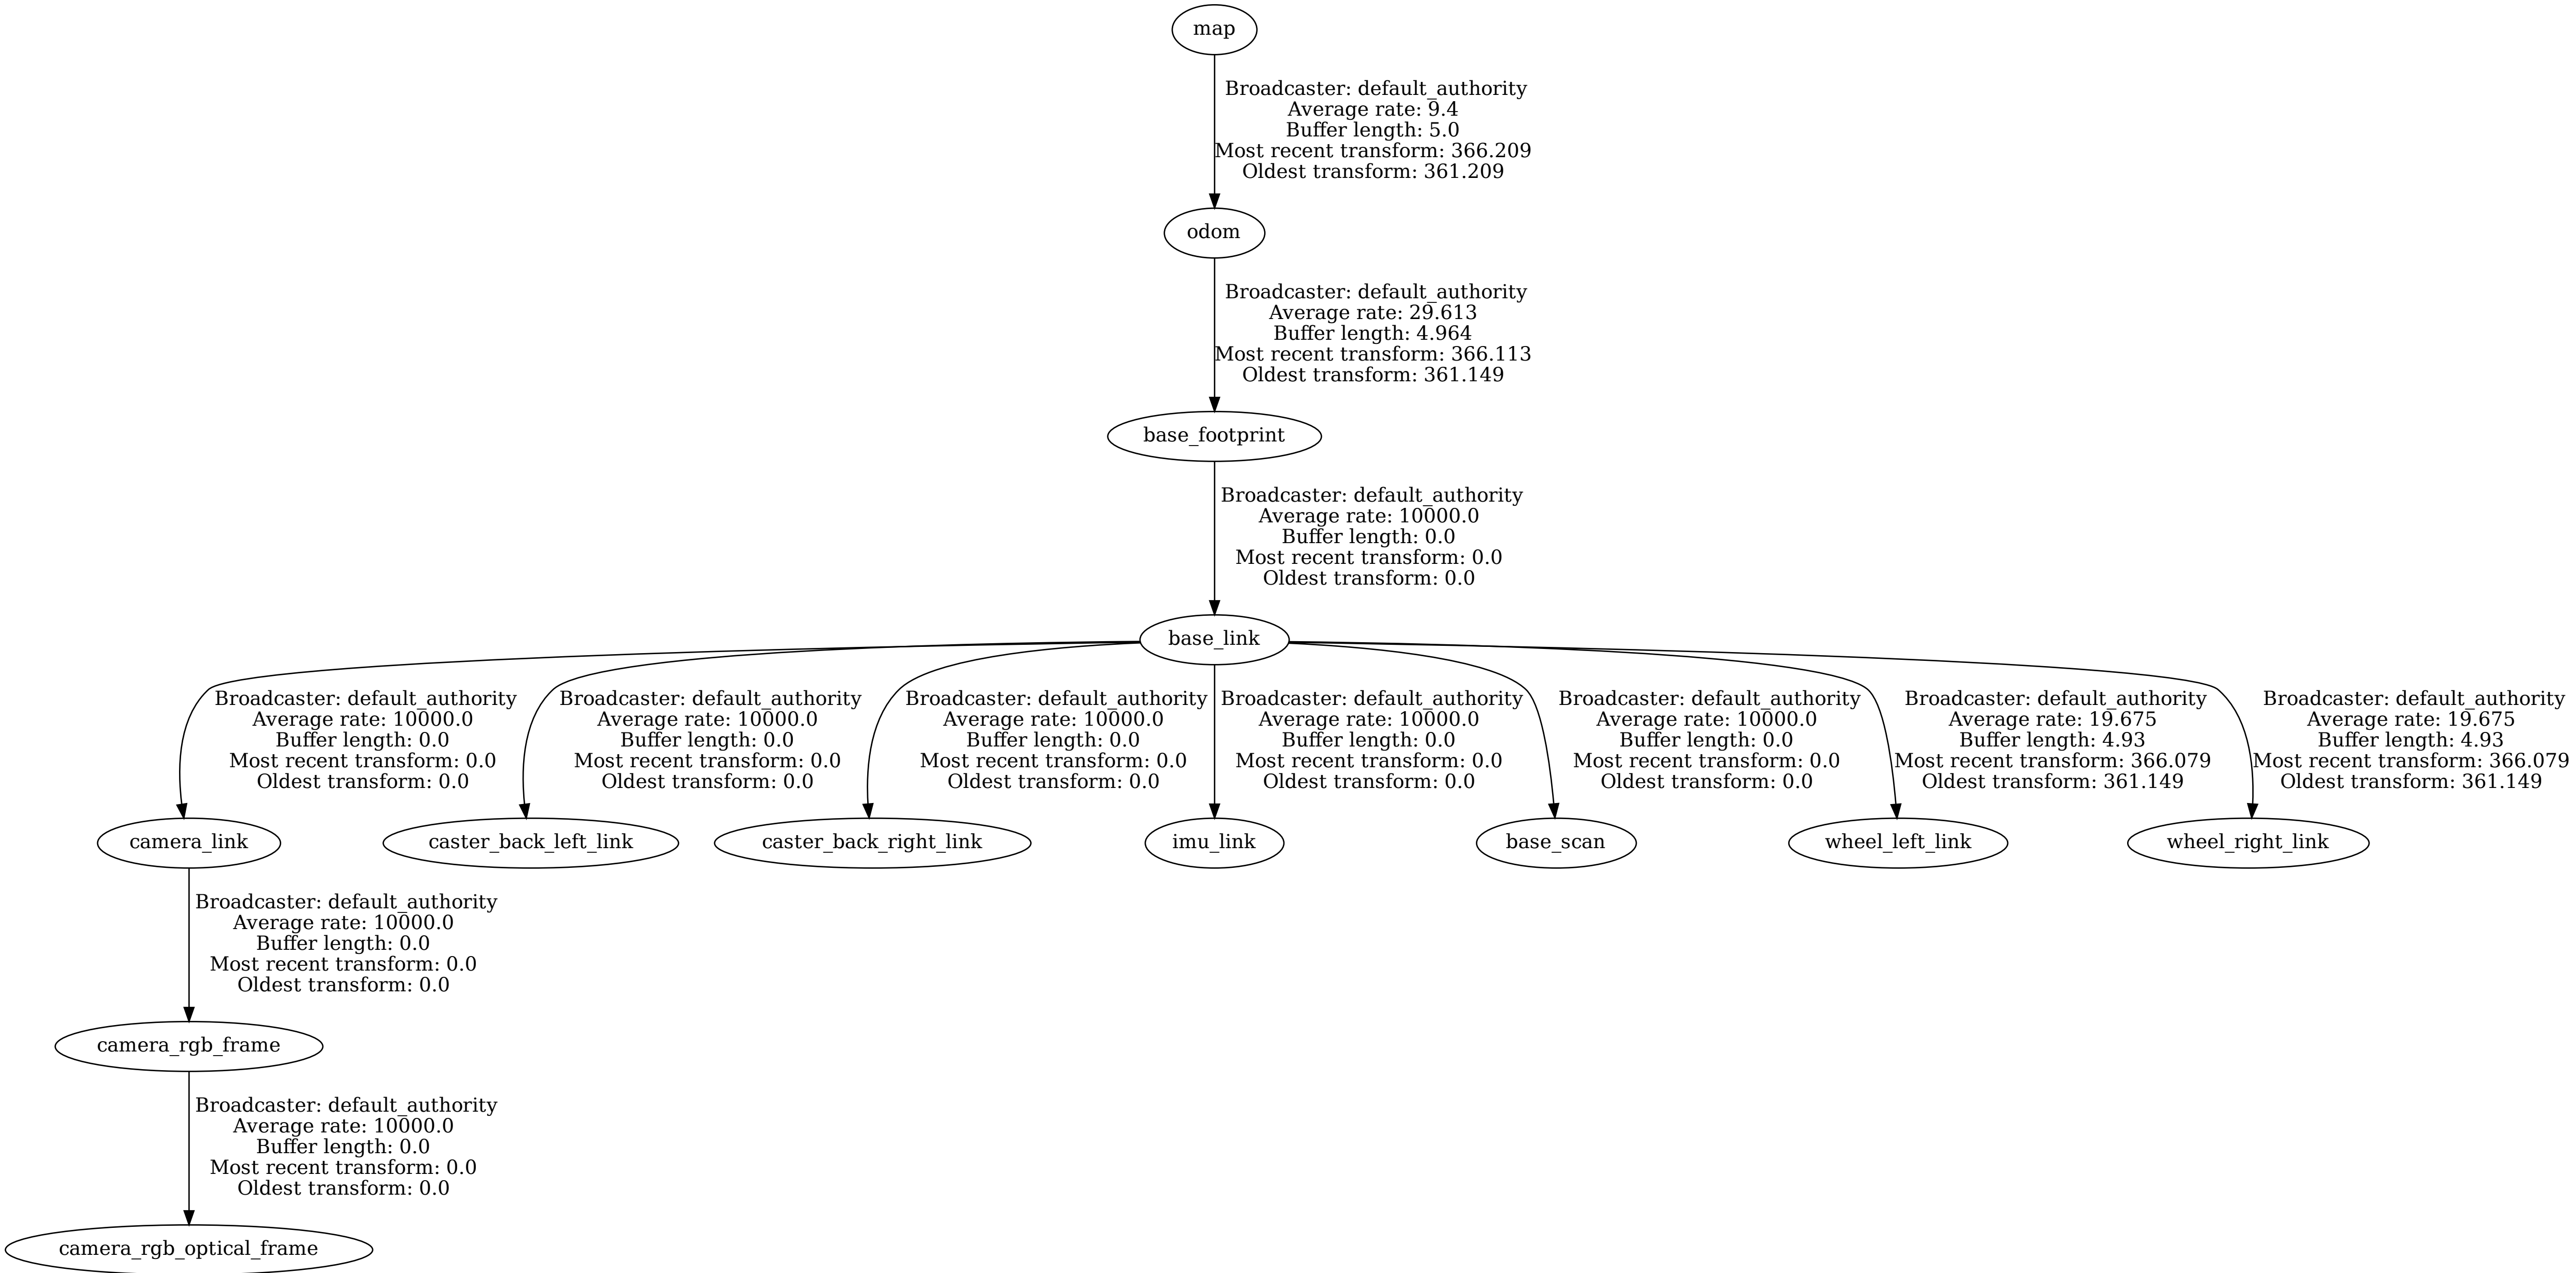 map
Broadcaster: default_authority
Average rate: 9.4
Buffer length: 5.0
Most recent transform: 366.209
Oldest transform: 361.209
odom
Broadcaster: default_authority
Average rate: 29.613
Buffer length: 4.964
Most recent transform: 366.113
Oldest transform: 361.149
base_footprint
Broadcaster: default_authority
Average rate: 10000.0
Buffer length: 0.0
Most recent transform: 0.0
Oldest transform: 0.0
base_link
Broadcaster: default_authority
Average rate: 10000.0
Buffer length: 0.0
Most recent transform: 0.0
Oldest transform: 0.0
Broadcaster: default_authority
Average rate: 10000.0
Buffer length: 0.0
Most recent transform: 0.0
Oldest transform: 0.0
Broadcaster: default_authority
Average rate: 10000.0
Buffer length: 0.0
Most recent transform: 0.0
Oldest transform: 0.0
Broadcaster: default_authority
Average rate: 10000.0
Buffer length: 0.0
Most recent transform: 0.0
Oldest transform: 0.0
Broadcaster: default_authority
Average rate: 10000.0
Buffer length: 0.0
Most recent transform: 0.0
Oldest transform: 0.0
Broadcaster: default_authority
Average rate: 19.675
Buffer length: 4.93
Most recent transform: 366.079
Oldest transform: 361.149
Broadcaster: default_authority
Average rate: 19.675
Buffer length: 4.93
Most recent transform: 366.079
Oldest transform: 361.149
camera_link
caster_back_left_link
caster_back_right_link
imu_link
base_scan
wheel_left_link
wheel_right_link
Broadcaster: default_authority
Average rate: 10000.0
Buffer length: 0.0
Most recent transform: 0.0
Oldest transform: 0.0
camera_rgb_frame
Broadcaster: default_authority
Average rate: 10000.0
Buffer length: 0.0
Most recent transform: 0.0
Oldest transform: 0.0
camera_rgb_optical_frame